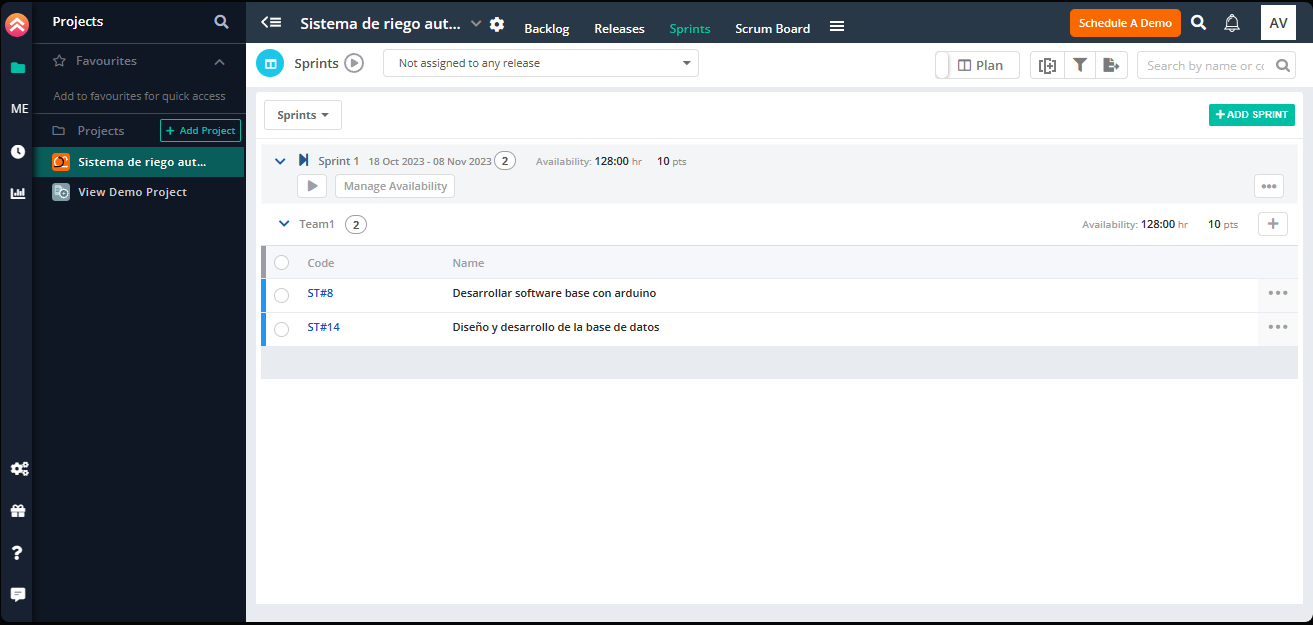 Projects
Sistema de riego aut...
Backlog
Releases
Sprints
Scrum Board
Schedule A Demo
AV
Favourites
Add to favourites for quick access
ME
Projects
+ Add Project
Sistema de riego aut...
View Demo Project
Sprints
Not assigned to any release
Plan
Search by name or cc
Sprints
+ ADD SPRINT
Sprint 1 18 Oct 2023 - 08 Nov 2023 2 Availability: 128:00 hr 10 pts
Manage Availability
Team1 2 Availability: 128:00 hr 10 pts
Code Name
ST#8 Desarrollar software base con arduino
ST#14 Diseño y desarrollo de la base de datos